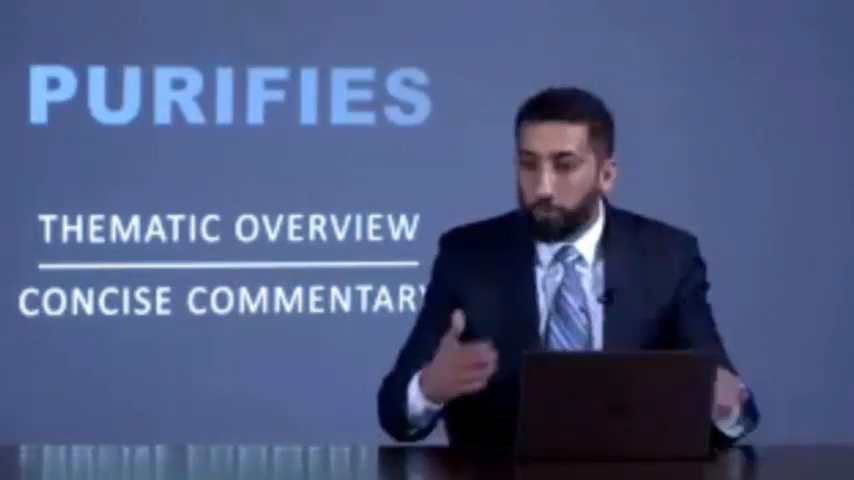 PURIFIES
THEMATIC OVERVIEW
CONCISE COMMENTARY